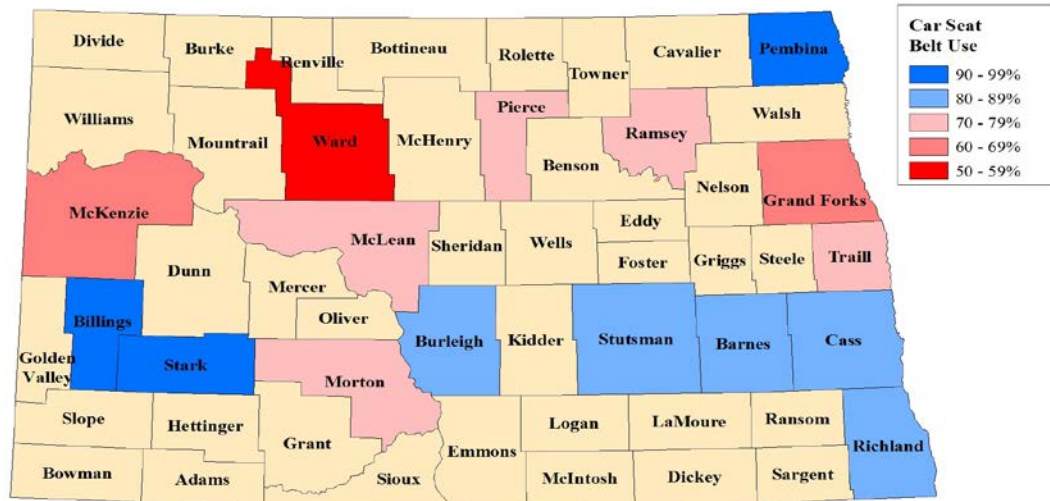 Divide
Burke
Renville
Bottineau
Rolette
Towner
Cavalier
Pembina
Williams
Mountrail
Ward
McHenry
Pierce
Benson
Ramsey
Walsh
McKenzie
Nelson
Grand Forks
McLean
Sheridan
Wells
Eddy
Foster
Griggs
Steele
Traill
Dunn
Mercer
Oliver
Billings
Golden
Valley
Stark
Burleigh
Kidder
Stutsman
Barnes
Cass
Morton
Slope
Hettinger
Grant
Emmons
Logan
LaMoure
Ransom
Richland
Bowman
Adams
Sioux
McIntosh
Dickey
Sargent
Car Seat
Belt Use
90 - 99%
80 - 89%
70 - 79%
60 - 69%
50 - 59%